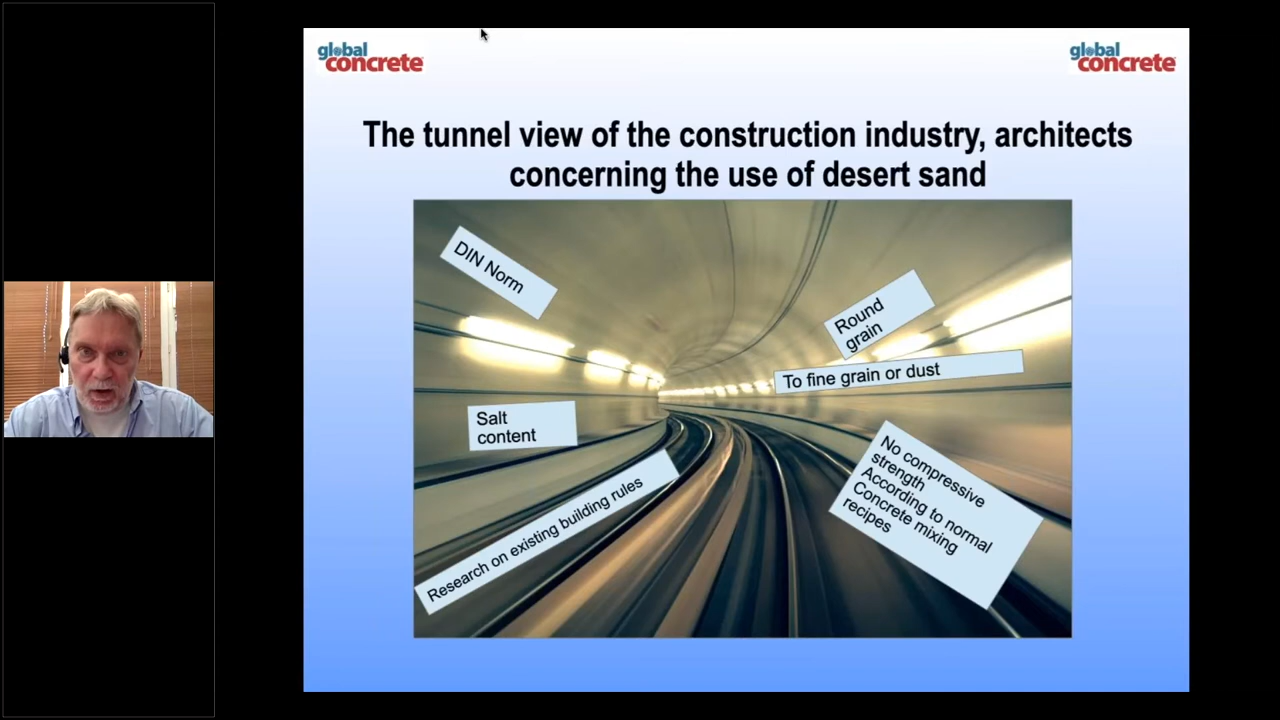 global
concrete
global
concrete
The tunnel view of the construction industry, architects
concerning the use of desert sand
DIN Norm
Round
grain
To fine grain or dust
Salt
content
No compressive
strength
According to normal
Concrete mixing
recipes
Research on existing building rules